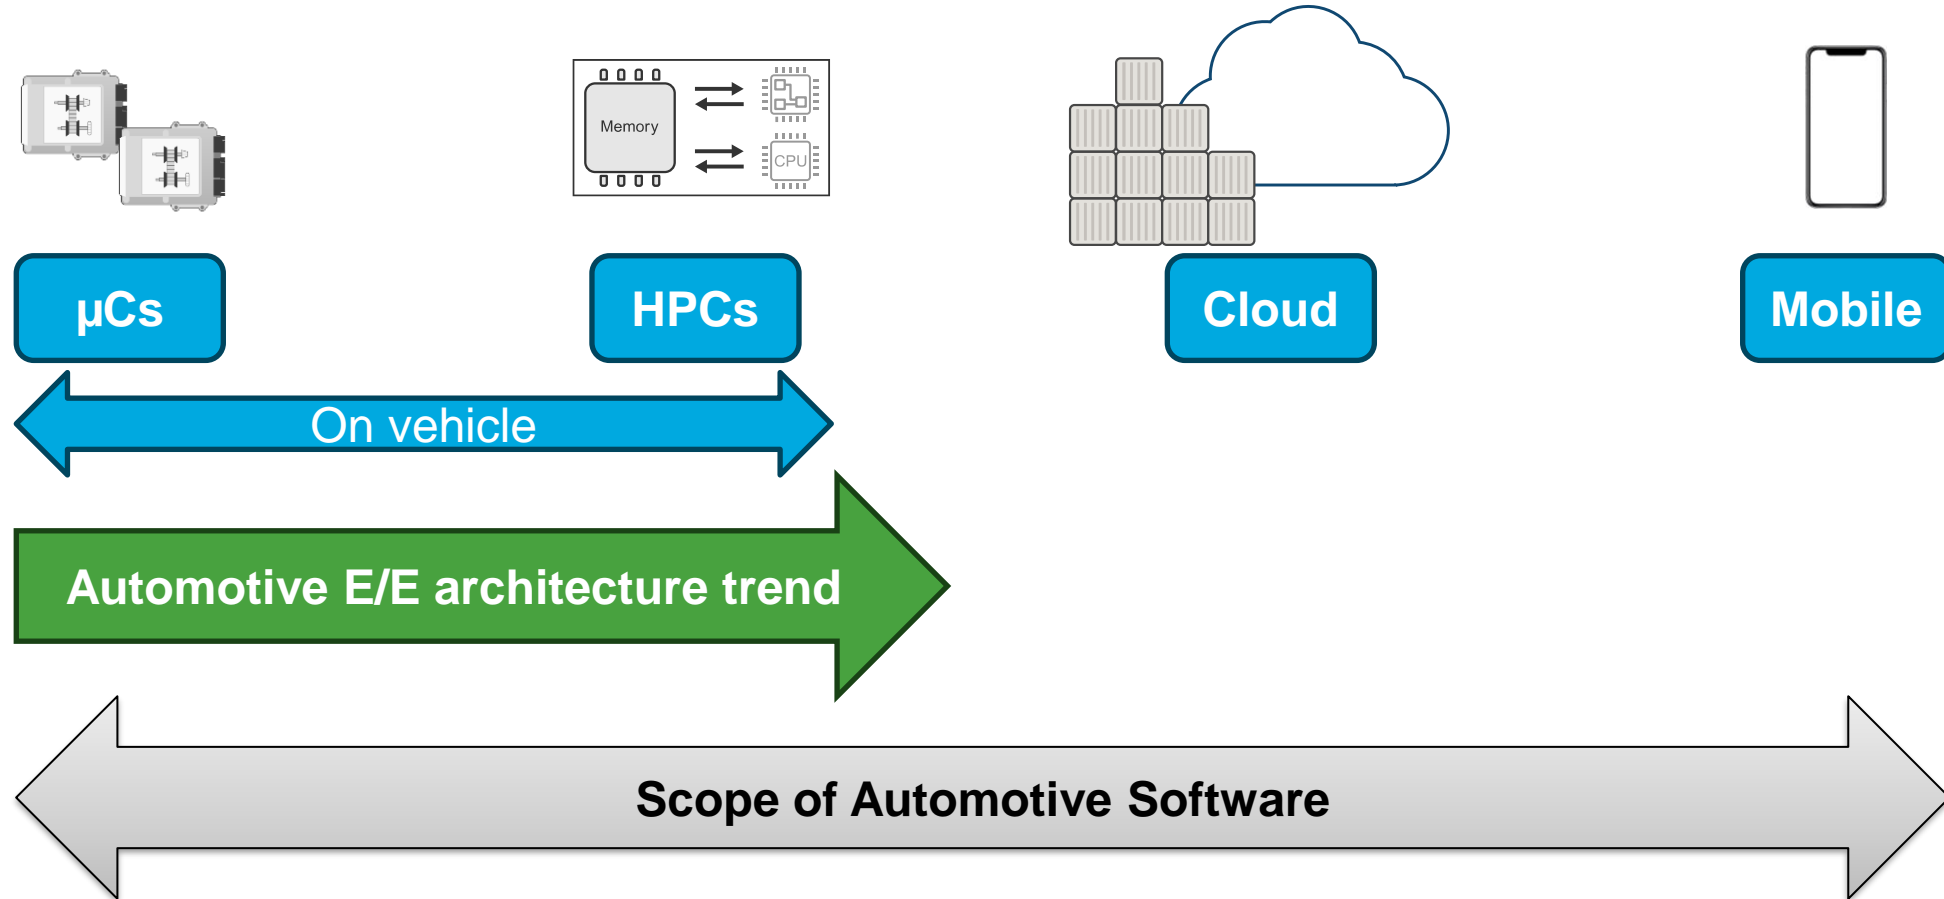 Memory
CPU
µCs
HPCs
Cloud
Mobile
On vehicle
Automotive E/E architecture trend
Scope of Automotive Software